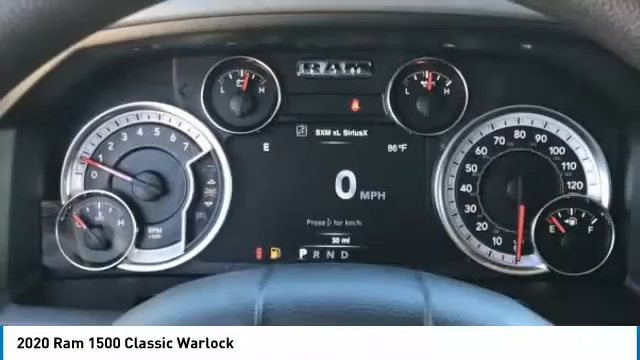 RAM
L H
L H
SXM xL SiriusX
E 86°F
0 1 2 3 4 5 6 7
RPM
x1000
0 MPH
10 20 30 40 50 60 70 80 90 100 110 120
Press ▷ for km/h
30 mi
P R N D
C H
E F
2020 Ram 1500 Classic Warlock